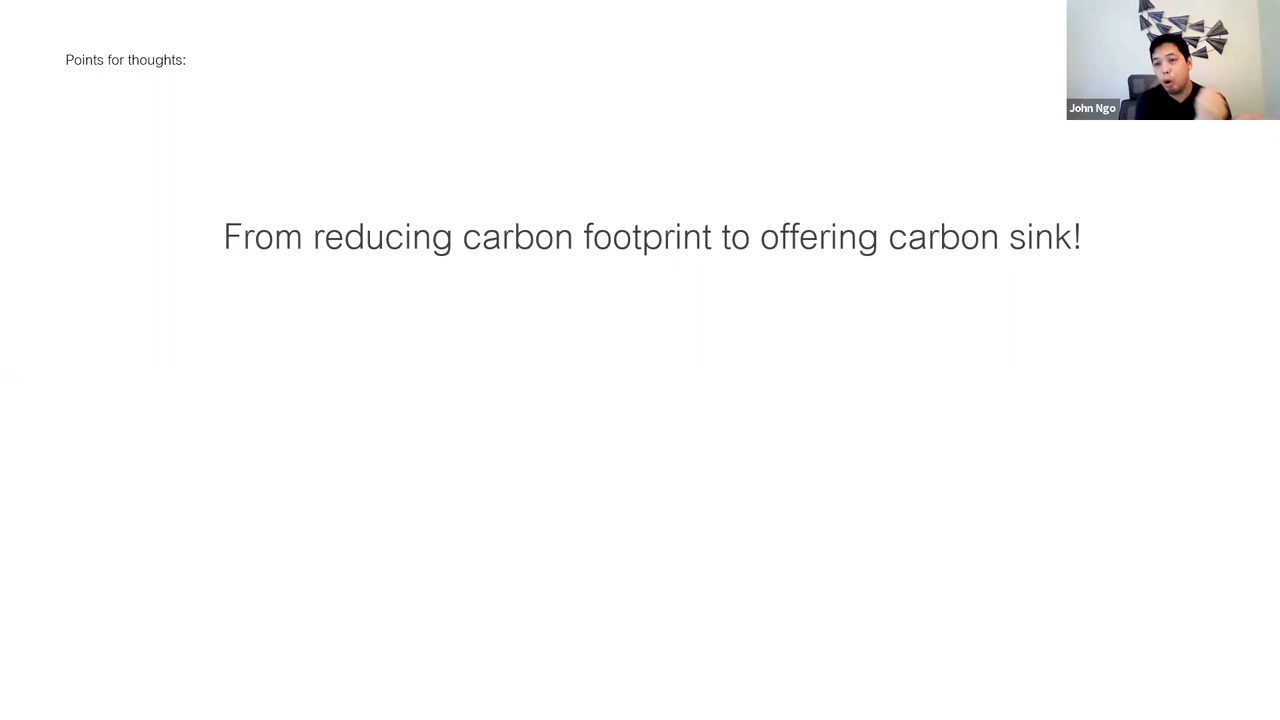 Points for thoughts:
John Ngo
From reducing carbon footprint to offering carbon sink!